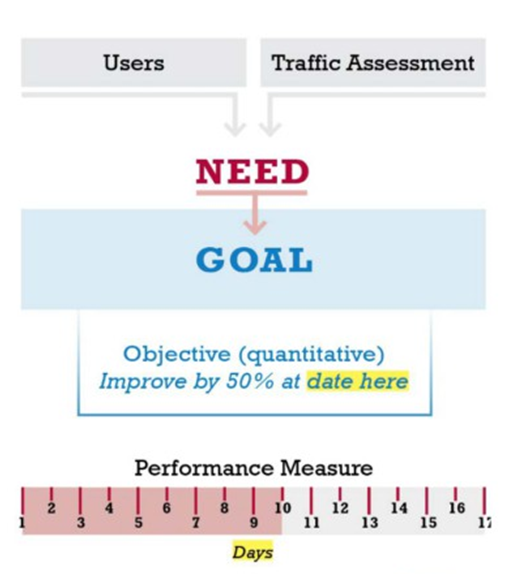 Users
Traffic Assessment
NEED
GOAL
Objective (quantitative)
Improve by 50% at date here
Performance Measure
2 4 6 8 10 12 14 16
1 3 5 7 9 11 13 15 17
Days